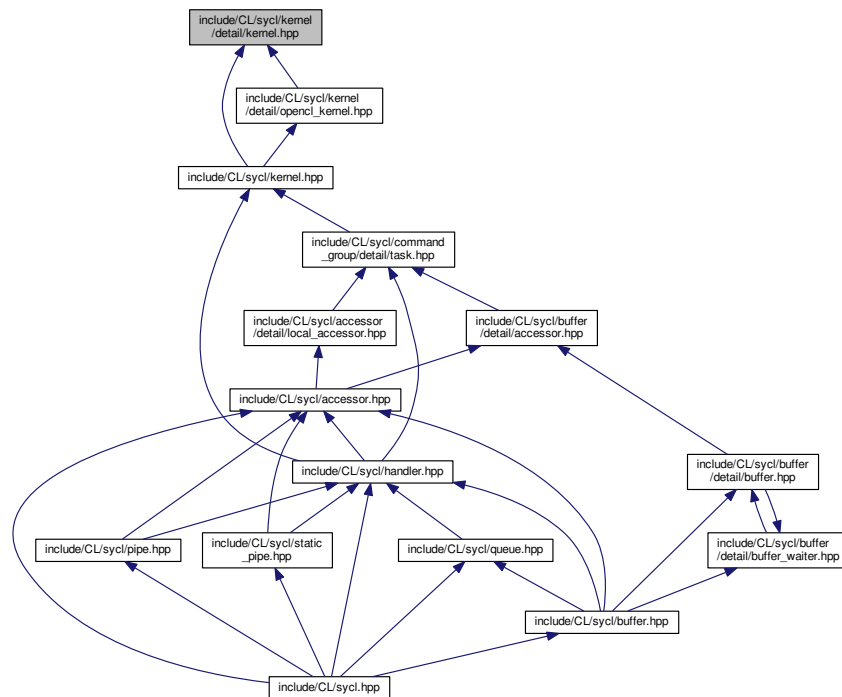 include/CL/sycl/kernel
/detail/kernel.hpp
include/CL/sycl/kernel
/detail/opencl_kernel.hpp
include/CL/sycl/kernel.hpp
include/CL/sycl/command
_group/detail/task.hpp
include/CL/sycl/accessor
/detail/local_accessor.hpp
include/CL/sycl/buffer
/detail/accessor.hpp
include/CL/sycl/accessor.hpp
include/CL/sycl/handler.hpp
include/CL/sycl/buffer
/detail/buffer.hpp
include/CL/sycl/pipe.hpp
include/CL/sycl/static
_pipe.hpp
include/CL/sycl/queue.hpp
include/CL/sycl/buffer
/detail/buffer_waiter.hpp
include/CL/sycl/buffer.hpp
include/CL/sycl.hpp